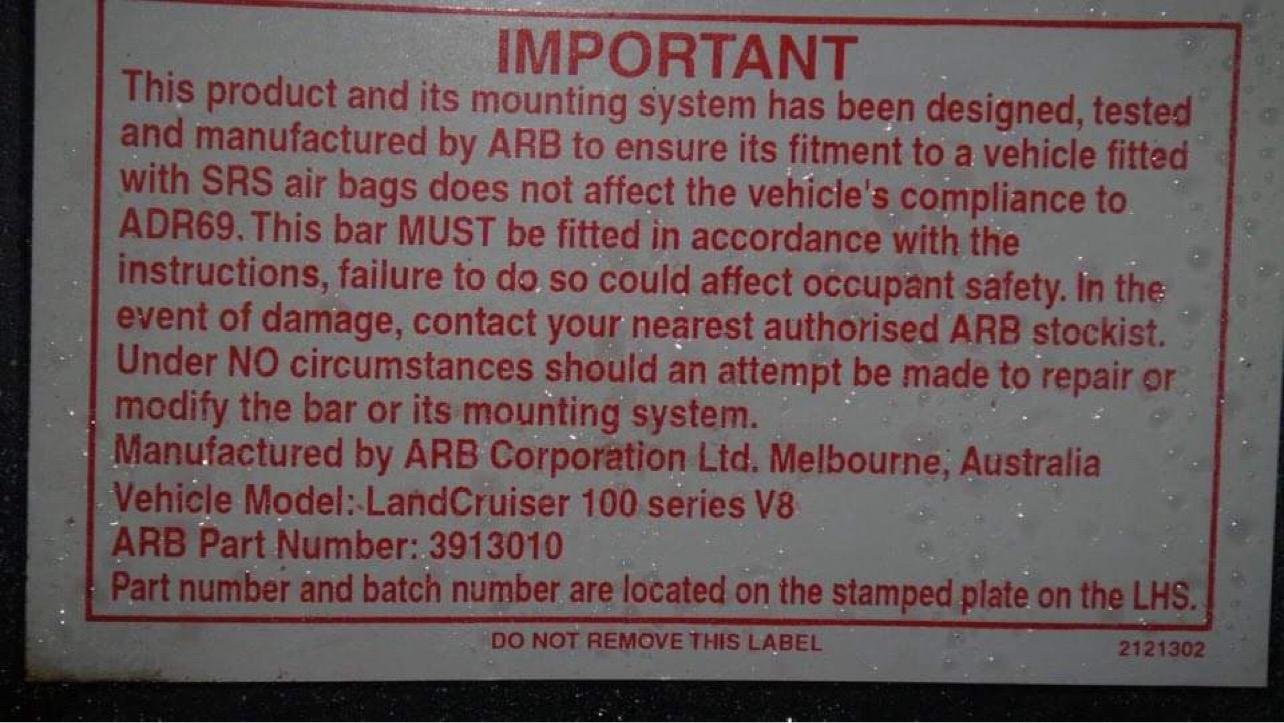 IMPORTANT
This product and its mounting system has been designed, tested
and manufactured by ARB to ensure its fitment to a vehicle fitted
with SRS air bags does not affect the vehicle's compliance to
ADR69. This bar MUST be fitted in accordance with the
instructions, failure to do so could affect occupant safety. In the
event of damage, contact your nearest authorised ARB stockist.
Under NO circumstances should an attempt be made to repair or
modify the bar or its mounting system.
Manufactured by ARB Corporation Ltd. Melbourne, Australia
Vehicle Model: LandCruiser 100 series V8
ARB Part Number: 3913010
Part number and batch number are located on the stamped plate on the LHS.
DO NOT REMOVE THIS LABEL
2121302